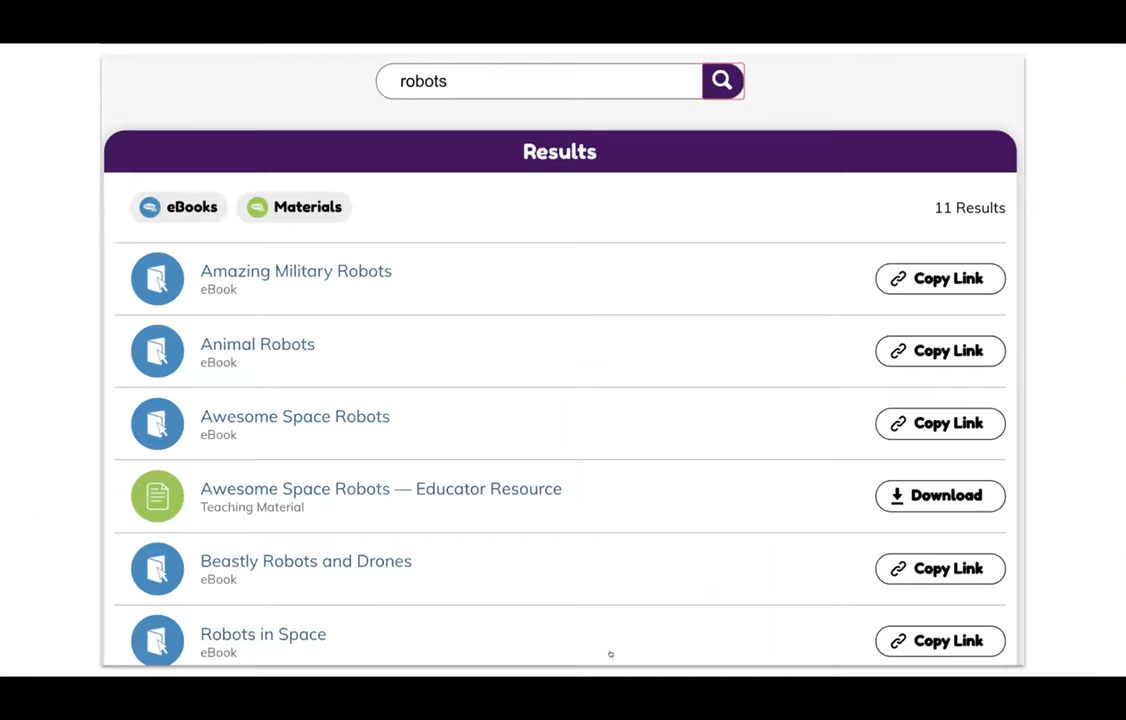 robots
Results
eBooks
Materials
11 Results
Amazing Military Robots
eBook
Copy Link
Animal Robots
eBook
Copy Link
Awesome Space Robots
eBook
Copy Link
Awesome Space Robots — Educator Resource
Teaching Material
Download
Beastly Robots and Drones
eBook
Copy Link
Robots in Space
eBook
Copy Link